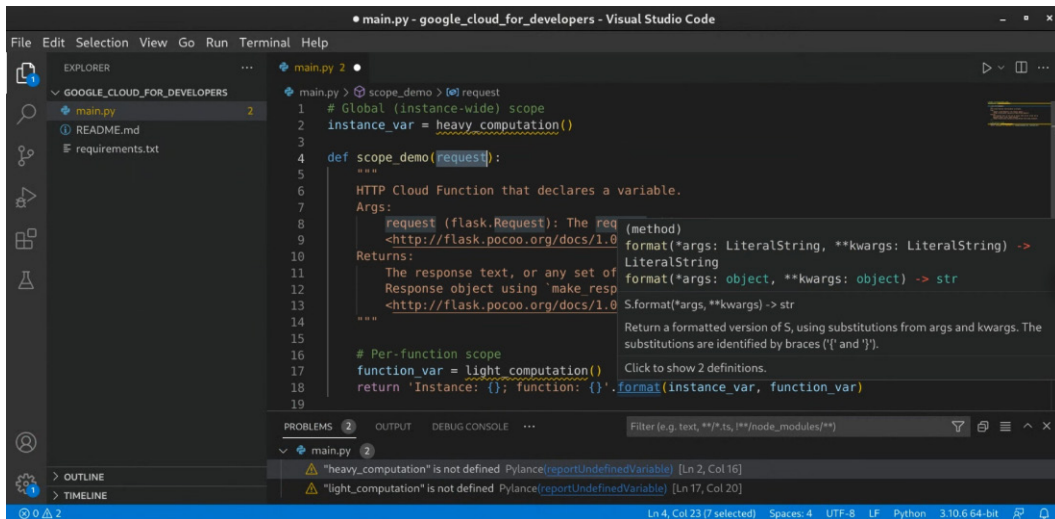 ● main.py - google_cloud_for_developers - Visual Studio Code
File Edit Selection View Go Run Terminal Help
EXPLORER ···
GOOGLE_CLOUD_FOR_DEVELOPERS
main.py 2
README.md
requirements.txt
OUTLINE
TIMELINE
1
1
main.py 2 ●
main.py > scope_demo > request
1 # Global (instance-wide) scope
2 instance_var = heavy_computation()
3
4 def scope_demo(request):
5 """
6 HTTP Cloud Function that declares a variable.
7 Args:
8 request (flask.Request): The req
9 <http://flask.pocoo.org/docs/1.0
10 Returns:
11 The response text, or any set of
12 Response object using `make_resp
13 <http://flask.pocoo.org/docs/1.0
14 """
15
16 # Per-function scope
17 function_var = light_computation()
18 return 'Instance: {}; function: {}'.format(instance_var, function_var)
19
(method)
format(*args: LiteralString, **kwargs: LiteralString) ->
LiteralString
format(*args: object, **kwargs: object) -> str
S.format(*args, **kwargs) -> str
Return a formatted version of S, using substitutions from args and kwargs. The
substitutions are identified by braces ('{' and '}').
Click to show 2 definitions.
PROBLEMS 2 OUTPUT DEBUG CONSOLE ··· Filter (e.g. text, **/*.ts, !**/node_modules/**)
main.py 2
"heavy_computation" is not defined Pylance(reportUndefinedVariable) [Ln 2, Col 16]
"light_computation" is not defined Pylance(reportUndefinedVariable) [Ln 17, Col 20]
0 2 Ln 4, Col 23 (7 selected) Spaces: 4 UTF-8 LF Python 3.10.6 64-bit